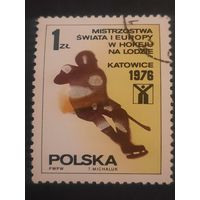 1 ZŁ
MISTRZOSTWA
ŚWIATA I EUROPY
W HOKEJU
NA LODZIE
KATOWICE
1976
POLSKA
PWPW
T. MICHALUK